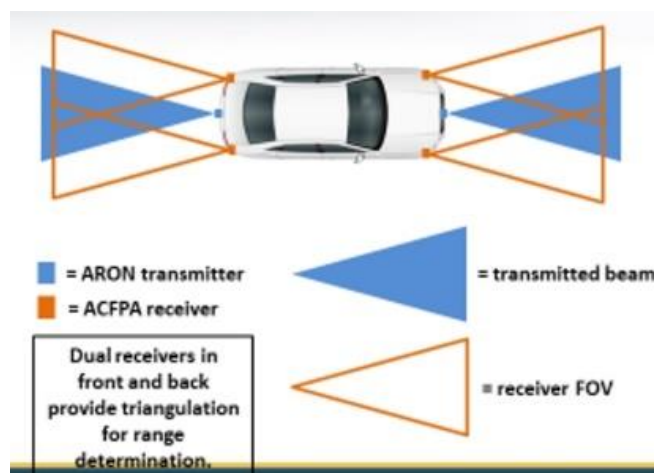 = ARON transmitter
= transmitted beam
= ACFPA receiver
Dual receivers in
front and back
provide triangulation
for range
determination.
= receiver FOV